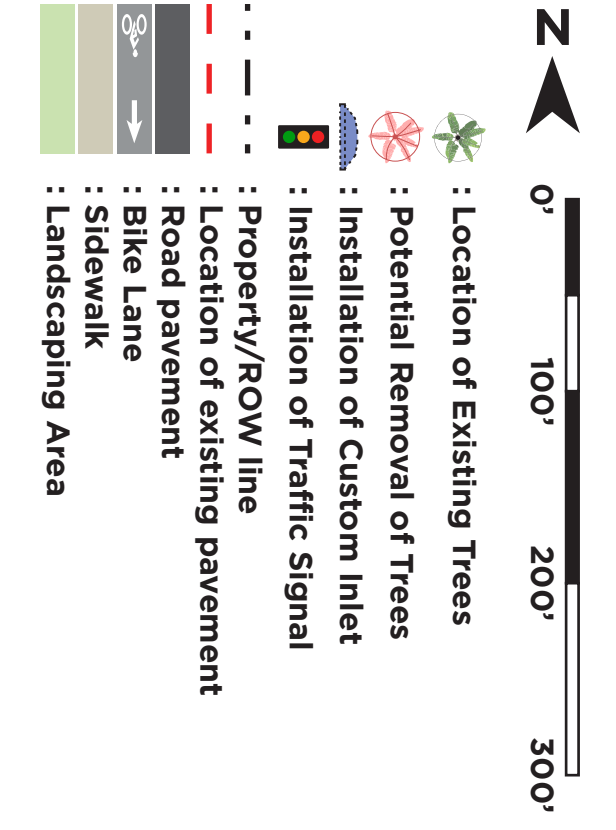 N
0’
100’
200’
300’
: Location of Existing Trees
: Potential Removal of Trees
: Installation of Custom Inlet
: Installation of Traffic Signal
: Property/ROW line
: Location of existing pavement
: Road pavement
: Bike Lane
: Sidewalk
: Landscaping Area